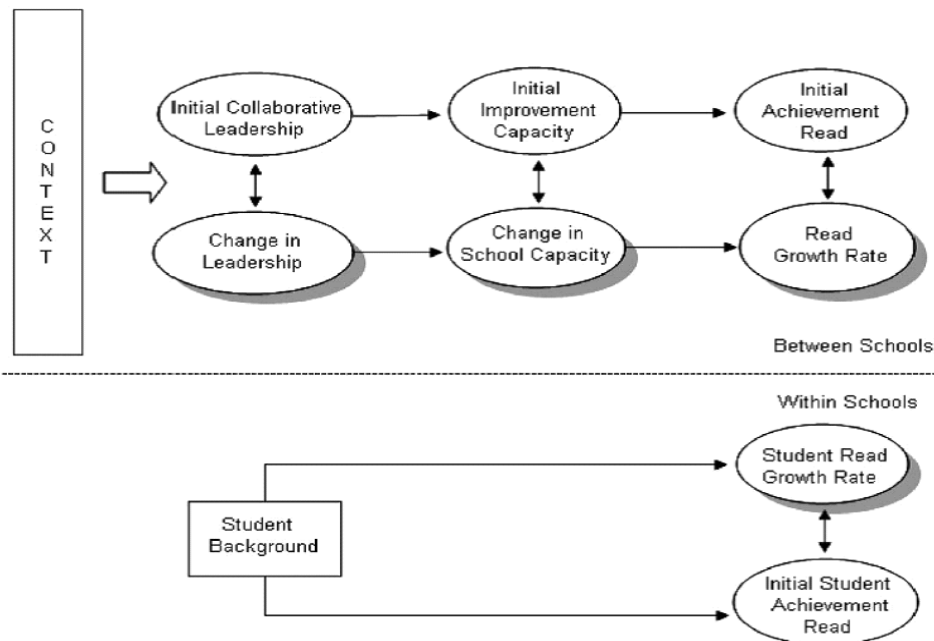 CONTEXT
Initial Collaborative
Leadership
Initial
Improvement
Capacity
Initial
Achievement
Read
Change in
Leadership
Change in
School Capacity
Read
Growth Rate
Between Schools
Within Schools
Student Read
Growth Rate
Student
Background
Initial Student
Achievement
Read